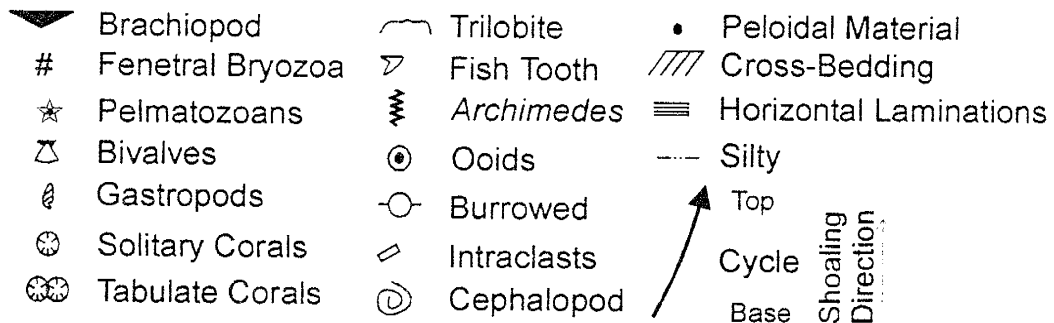 Brachiopod
# Fenetral Bryozoa
Pelmatozoans
Bivalves
Gastropods
Solitary Corals
Tabulate Corals
Trilobite
Fish Tooth
Archimedes
Ooids
Burrowed
Intraclasts
Cephalopod
Peloidal Material
Cross-Bedding
Horizontal Laminations
Silty
Top
Cycle
Base
Shoaling
Direction